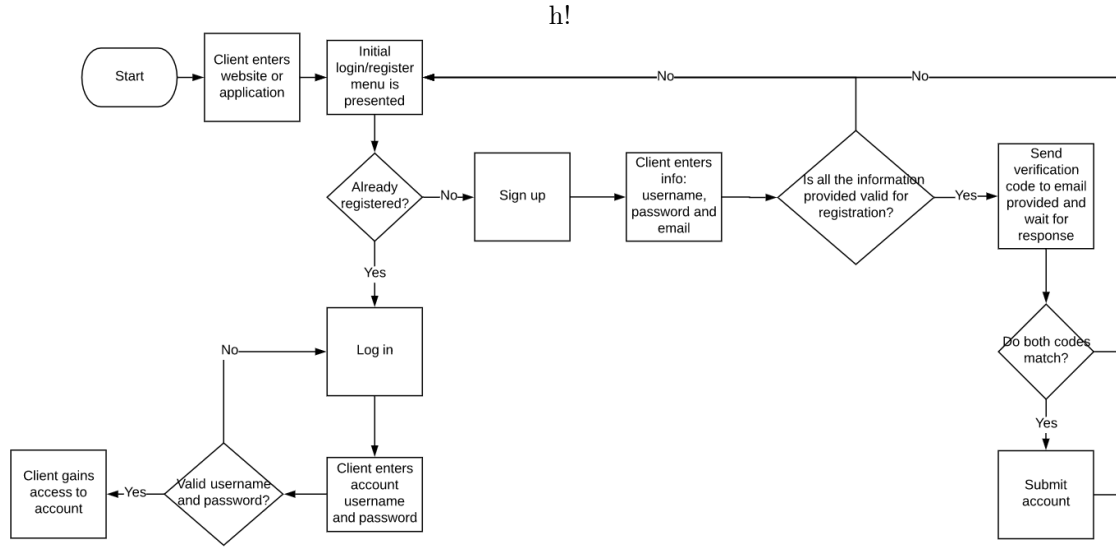 h!
Start
Client enters
website or
application
Initial
login/register
menu is
presented
No
No
Already
registered?
No
Sign up
Client enters
info:
username,
password and
email
Is all the information
provided valid for
registration?
Yes
Send
verification
code to email
provided and
wait for
response
Yes
No
Log in
Do both codes
match?
Yes
Client gains
access to
account
Yes
Valid username
and password?
Client enters
account
username
and password
Submit
account